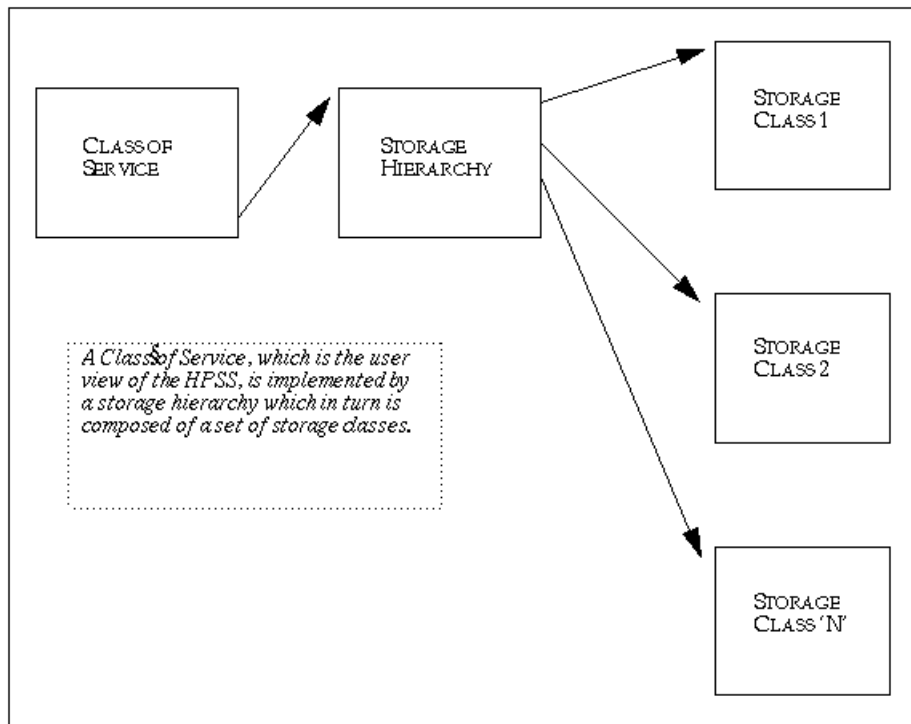 CLASS OF
SERVICE
STORAGE
HIERARCHY
STORAGE
CLASS 1
STORAGE
CLASS 2
STORAGE
CLASS 'N'
§
A Class of Service, which is the user
view of the HPSS, is implemented by
a storage hierarchy which in turn is
composed of a set of storage classes.